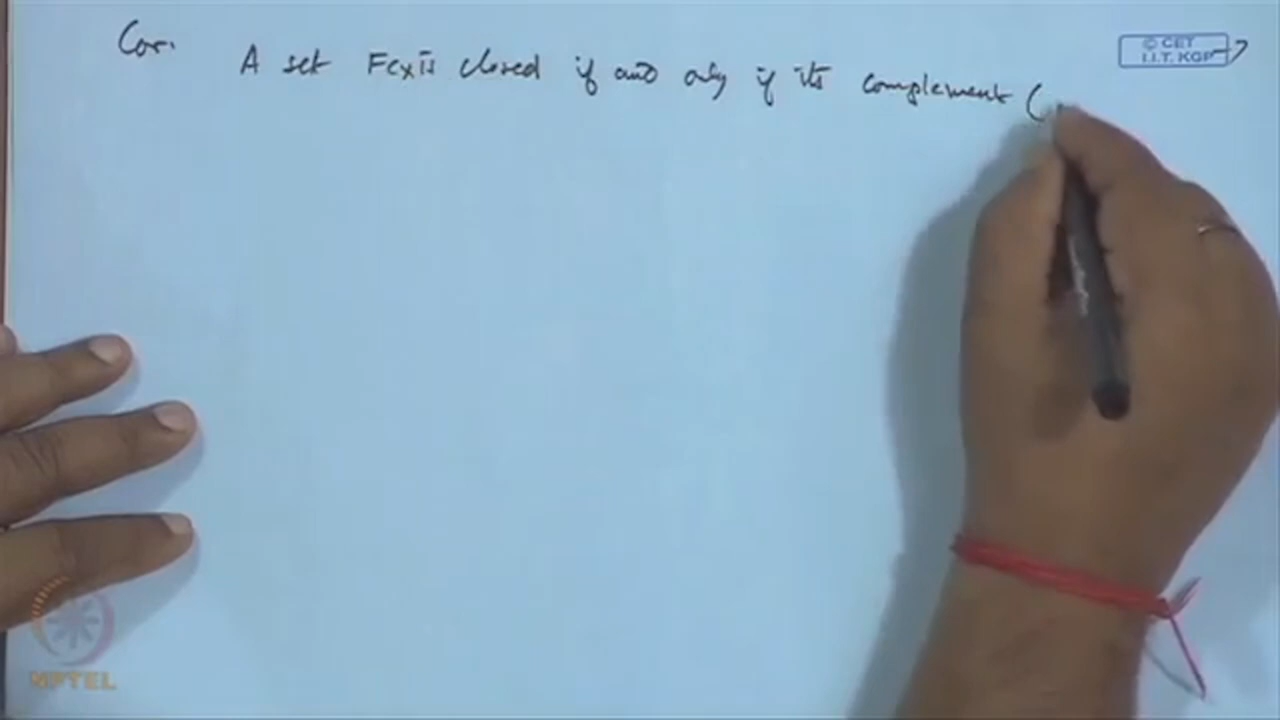 Cor.
A set F⊂X is closed if and only if its complement (
© CET
I.I.T. KGP
NPTEL